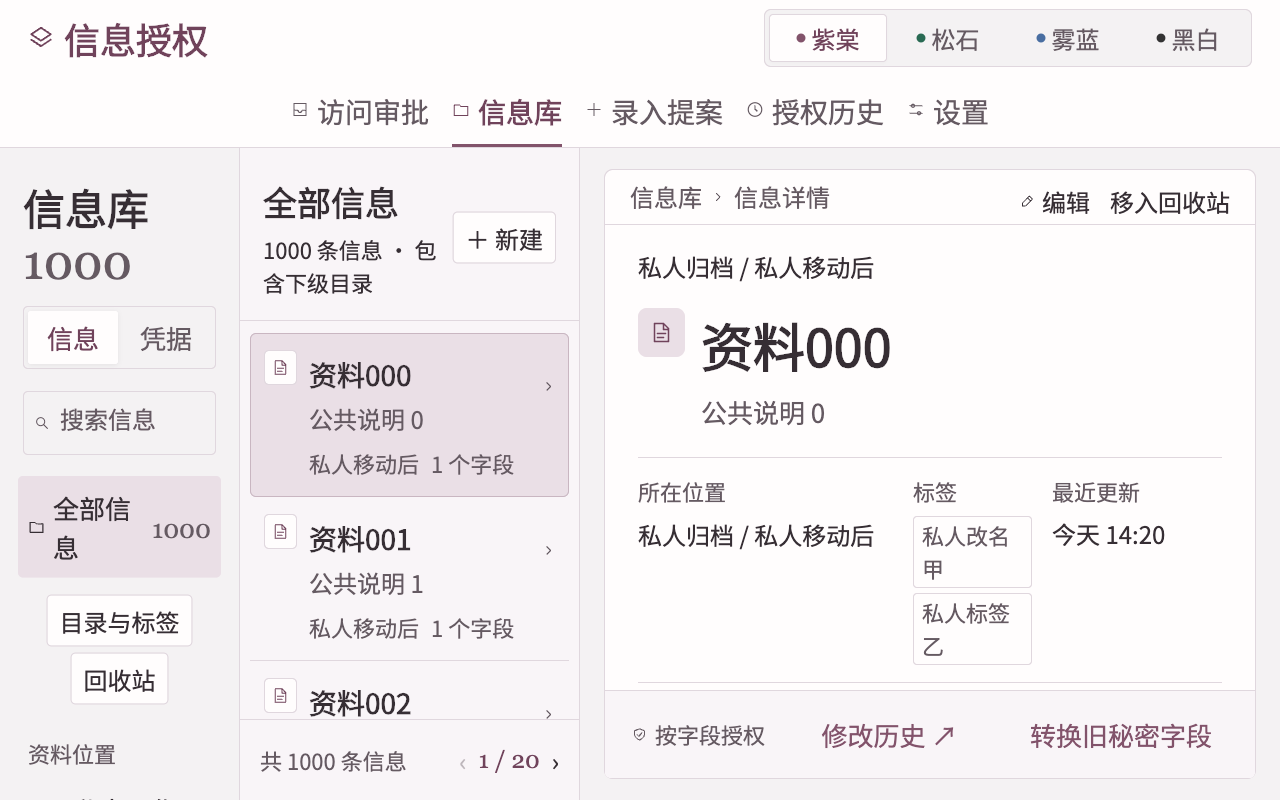 信息授权
紫棠
松石
雾蓝
黑白
访问审批
信息库
录入提案
授权历史
设置
信息库
1000
信息
凭据
搜索信息
全部信
息
1000
目录与标签
回收站
资料位置
全部信息
1000 条信息 · 包
含下级目录
新建
资料000
公共说明 0
私人移动后 1 个字段
资料001
公共说明 1
私人移动后 1 个字段
资料002
共 1000 条信息
‹ 1 / 20 ›
信息库 › 信息详情
编辑
移入回收站
私人归档 / 私人移动后
资料000
公共说明 0
所在位置
私人归档 / 私人移动后
标签
私人改名
甲
私人标签
乙
最近更新
今天 14:20
按字段授权
修改历史 ↗
转换旧秘密字段